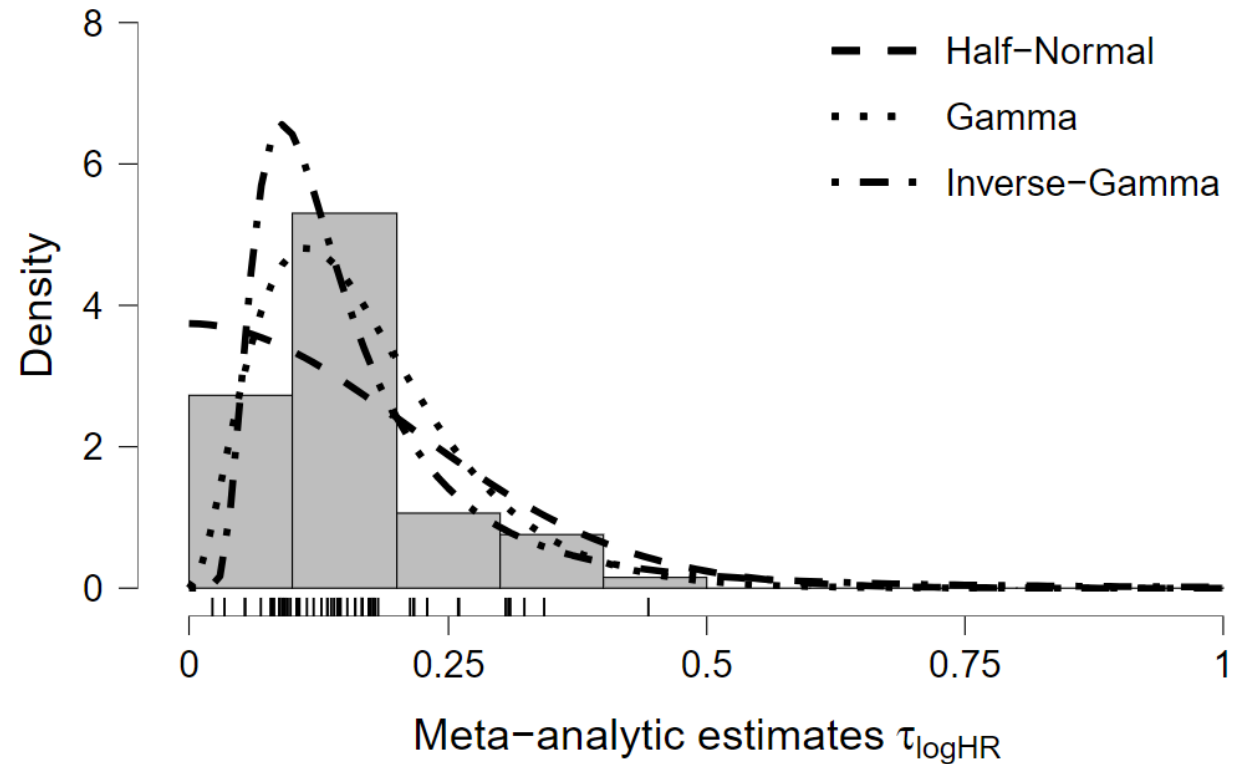 8
6
4
2
0
Density
Half−Normal
Gamma
Inverse−Gamma
0 0.25 0.5 0.75 1
Meta−analytic estimates τlogHR